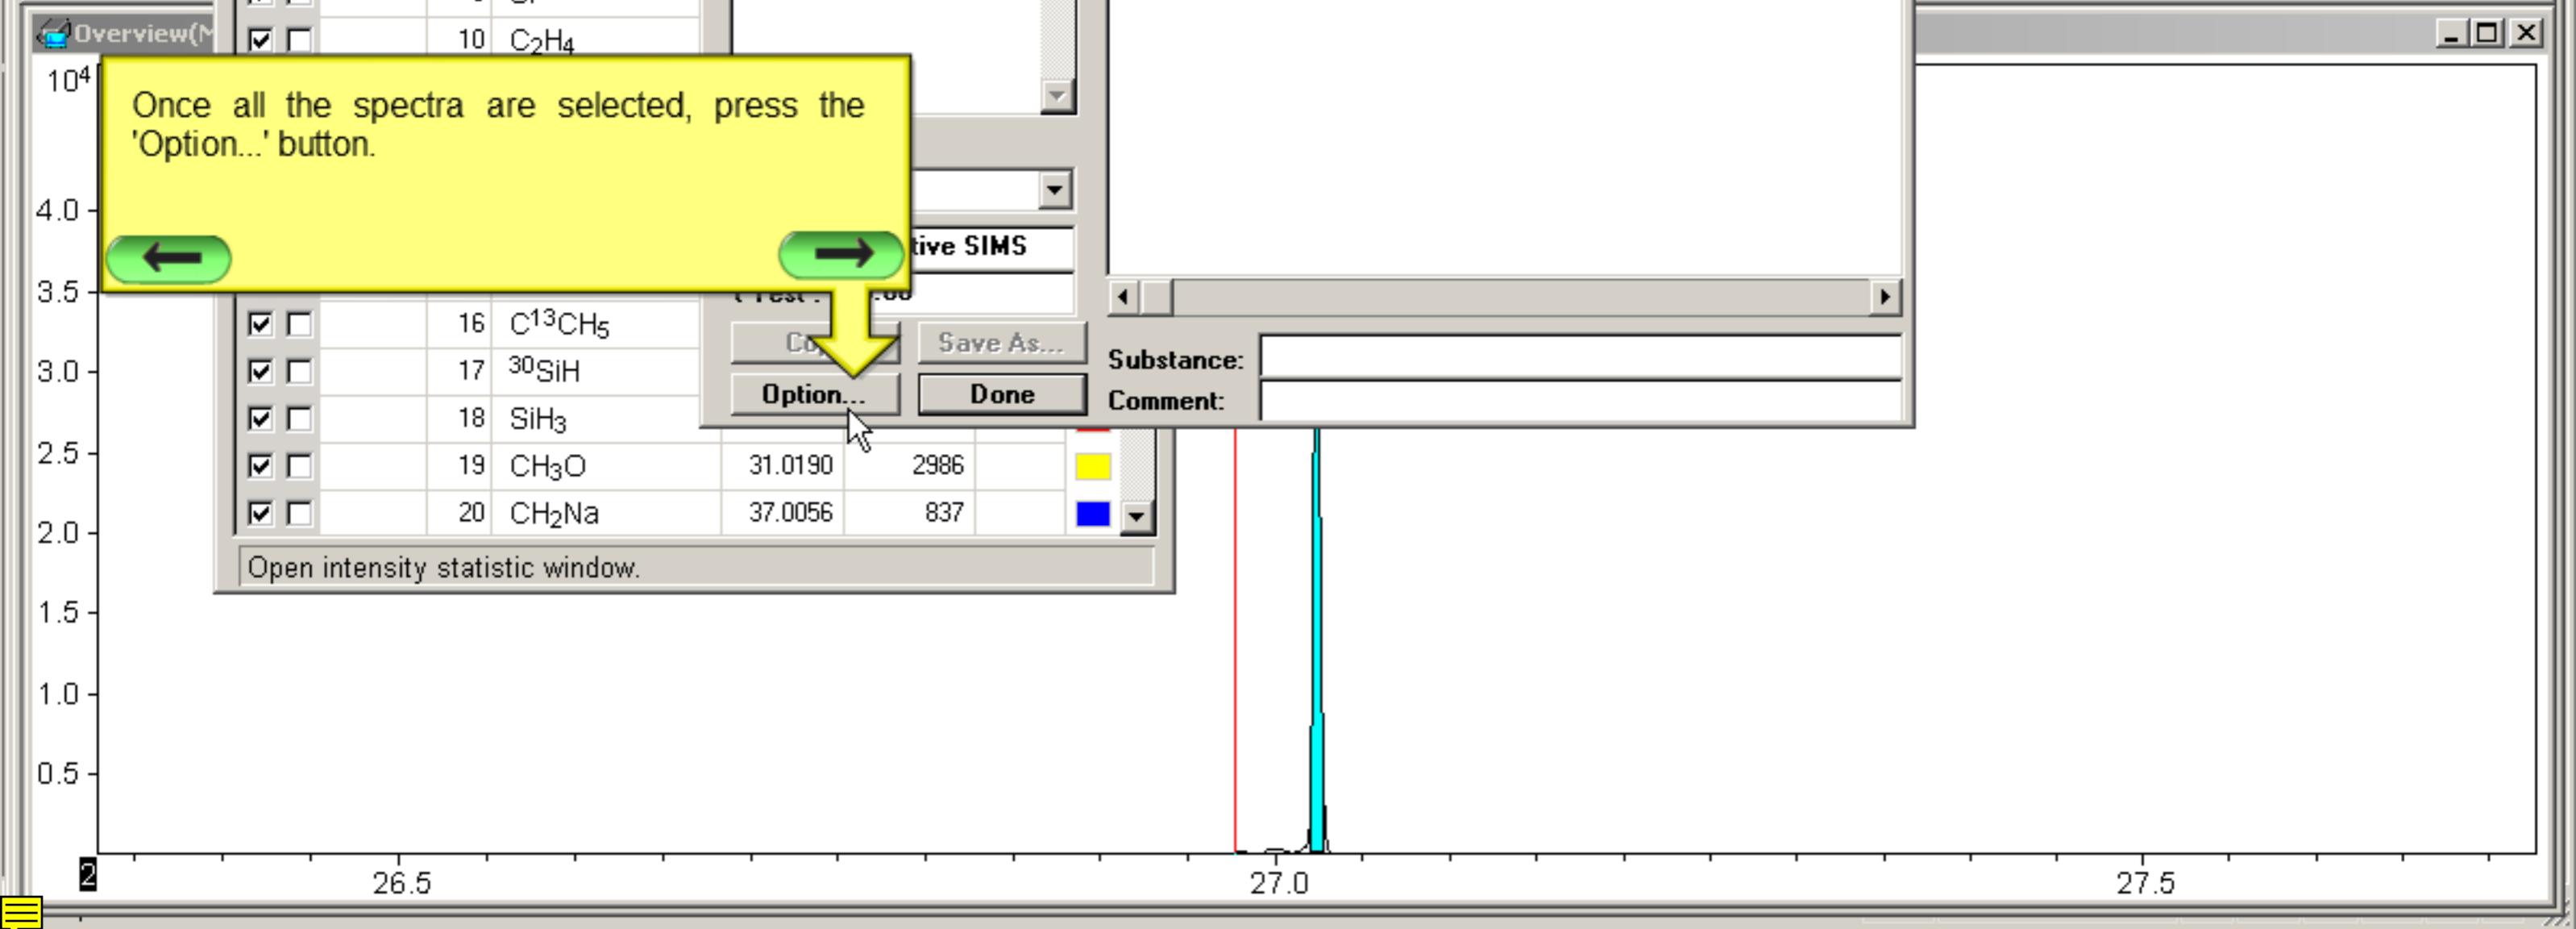 Overview(M
10 C₂H₄
10⁴
Once all the spectra are selected, press the
'Option...' button.
4.0
tive SIMS
3.5
16 C¹³CH₅
Save As...
Substance:
3.0
17 ³⁰SiH
Option...
Done
Comment:
18 SiH₃
2.5
19 CH₃O 31.0190 2986
20 CH₂Na 37.0056 837
2.0
Open intensity statistic window.
1.5
1.0
0.5
2
26.5 27.0 27.5